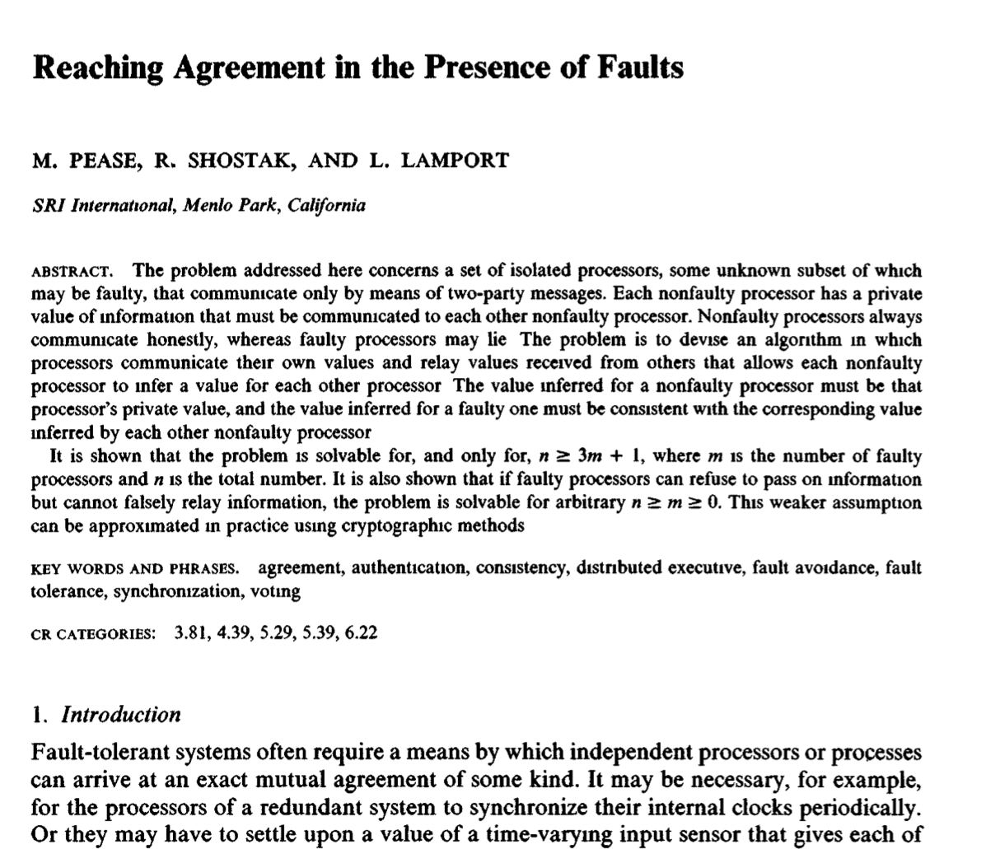 Reaching Agreement in the Presence of Faults
M. PEASE, R. SHOSTAK, AND L. LAMPORT
SRI International, Menlo Park, California
ABSTRACT. The problem addressed here concerns a set of isolated processors, some unknown subset of which
may be faulty, that communicate only by means of two-party messages. Each nonfaulty processor has a private
value of information that must be communicated to each other nonfaulty processor. Nonfaulty processors always
communicate honestly, whereas faulty processors may lie The problem is to devise an algorithm in which
processors communicate their own values and relay values received from others that allows each nonfaulty
processor to infer a value for each other processor The value inferred for a nonfaulty processor must be that
processor's private value, and the value inferred for a faulty one must be consistent with the corresponding value
inferred by each other nonfaulty processor
It is shown that the problem is solvable for, and only for, n ≥ 3m + 1, where m is the number of faulty
processors and n is the total number. It is also shown that if faulty processors can refuse to pass on information
but cannot falsely relay information, the problem is solvable for arbitrary n ≥ m ≥ 0. This weaker assumption
can be approximated in practice using cryptographic methods
KEY WORDS AND PHRASES. agreement, authentication, consistency, distributed executive, fault avoidance, fault
tolerance, synchronization, voting
CR CATEGORIES: 3.81, 4.39, 5.29, 5.39, 6.22
1. Introduction
Fault-tolerant systems often require a means by which independent processors or processes
can arrive at an exact mutual agreement of some kind. It may be necessary, for example,
for the processors of a redundant system to synchronize their internal clocks periodically.
Or they may have to settle upon a value of a time-varying input sensor that gives each of